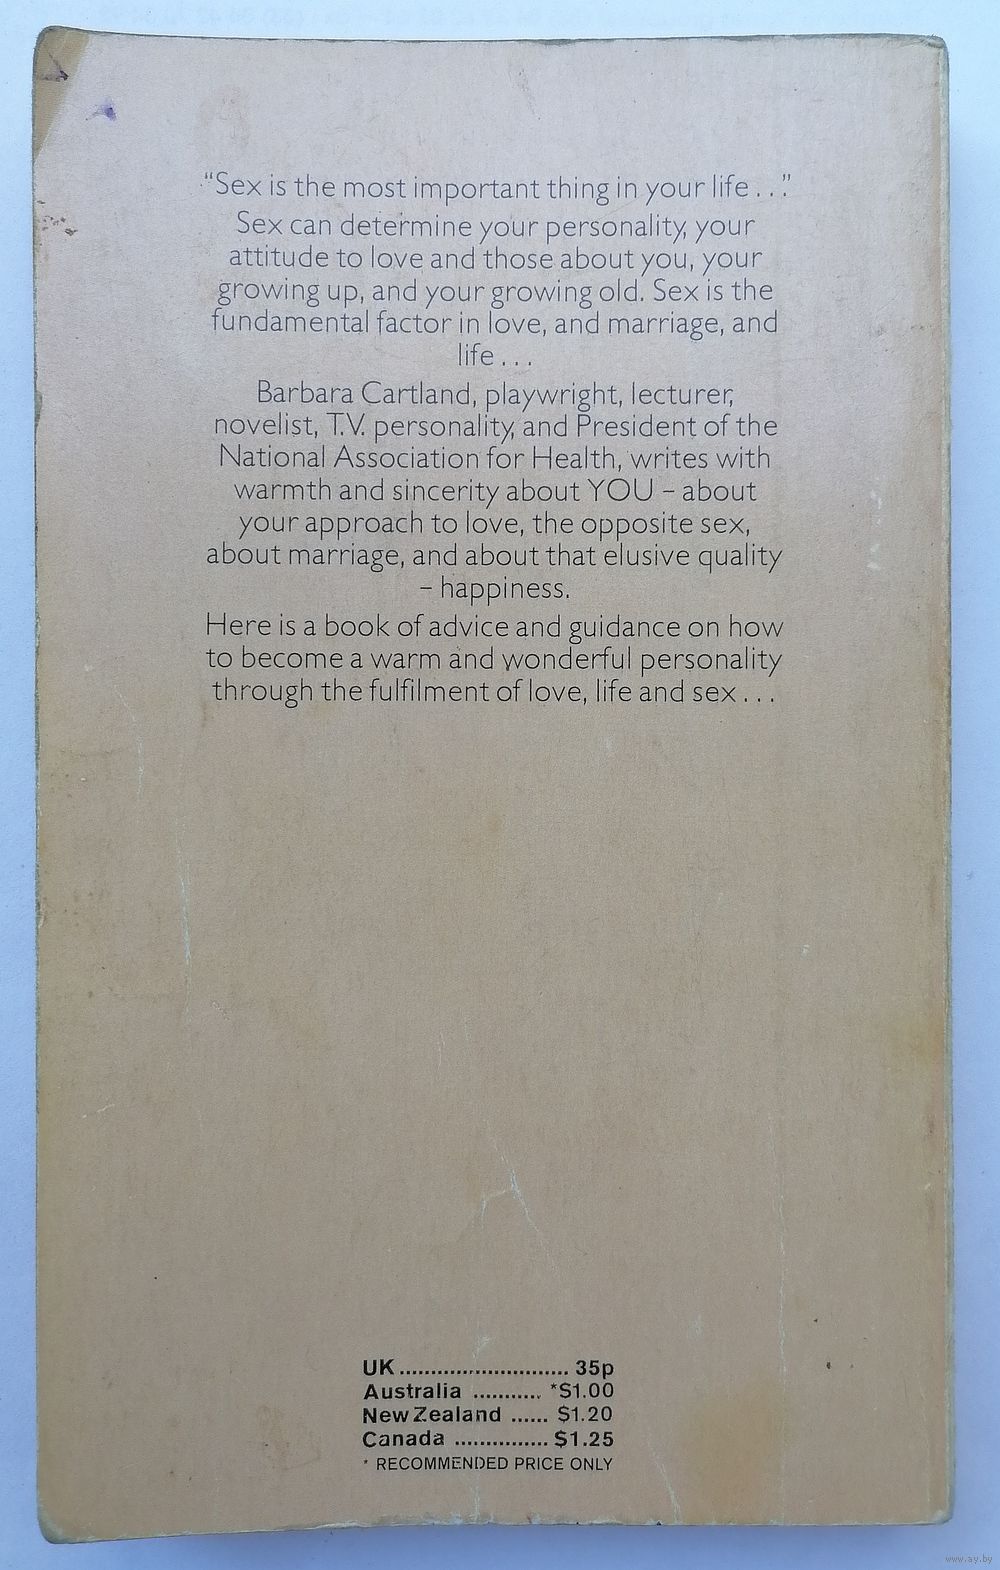 “Sex is the most important thing in your life . . .”
Sex can determine your personality, your
attitude to love and those about you, your
growing up, and your growing old. Sex is the
fundamental factor in love, and marriage, and
life . . .
Barbara Cartland, playwright, lecturer,
novelist, T.V. personality, and President of the
National Association for Health, writes with
warmth and sincerity about YOU – about
your approach to love, the opposite sex,
about marriage, and about that elusive quality
– happiness.
Here is a book of advice and guidance on how
to become a warm and wonderful personality
through the fulfilment of love, life and sex . . .
UK ........................... 35p
Australia ........... *$1.00
New Zealand ...... $1.20
Canada ............... $1.25
* RECOMMENDED PRICE ONLY
www.ay.by